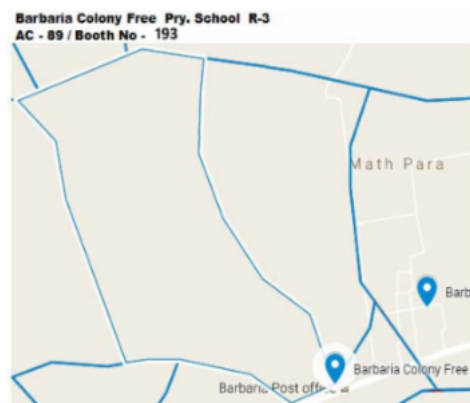 Barbaria Colony Free Pry. School R-3
AC - 89 / Booth No - 193
Math Para
Barb
Barbaria Colony Free
Barbaria Post office